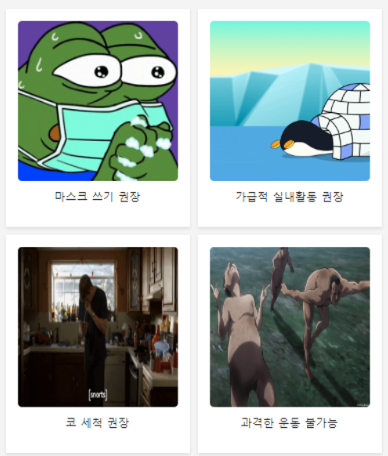 마스크 쓰기 권장
가급적 실내활동 권장
[snorts]
코 세척 권장
과격한 운동 불가능